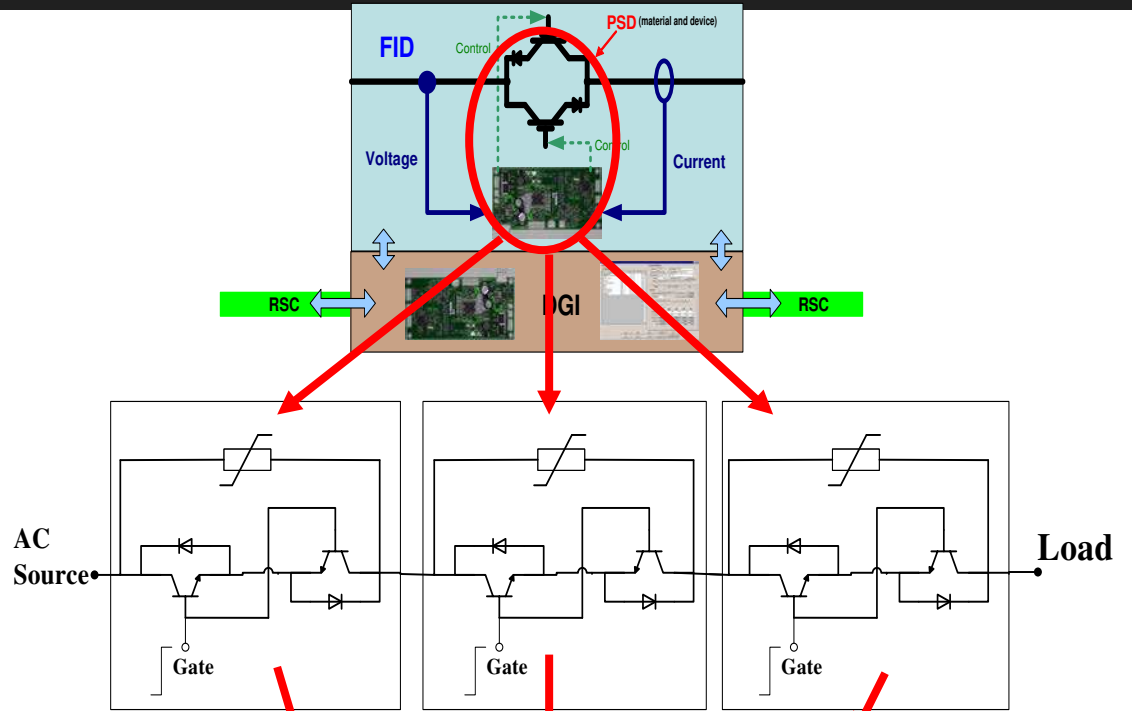 PSD (material and device)
FID
Control
Control
Voltage
Current
RSC
DGI
RSC
AC
Source
Load
Gate
Gate
Gate